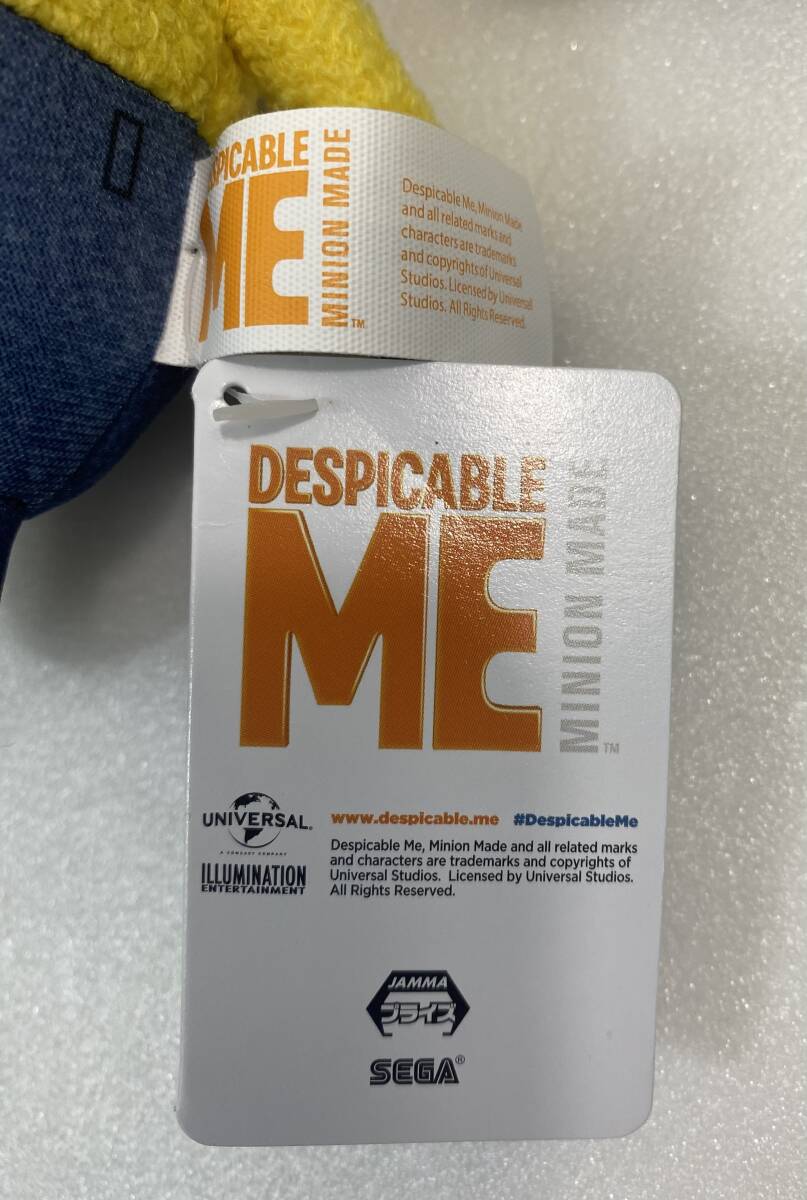 DESPICABLE
ME
MINION MADE
TM
Despicable Me, Minion Made
and all related marks and
characters are trademarks
and copyrights of Universal
Studios. Licensed by Universal
Studios. All Rights Reserved.
DESPICABLE
ME
MINION MADE
TM
UNIVERSAL®
A COMCAST COMPANY
ILLUMINATION
ENTERTAINMENT
www.despicable.me #DespicableMe
Despicable Me, Minion Made and all related marks
and characters are trademarks and copyrights of
Universal Studios. Licensed by Universal Studios.
All Rights Reserved.
JAMMA
プライズ
SEGA®